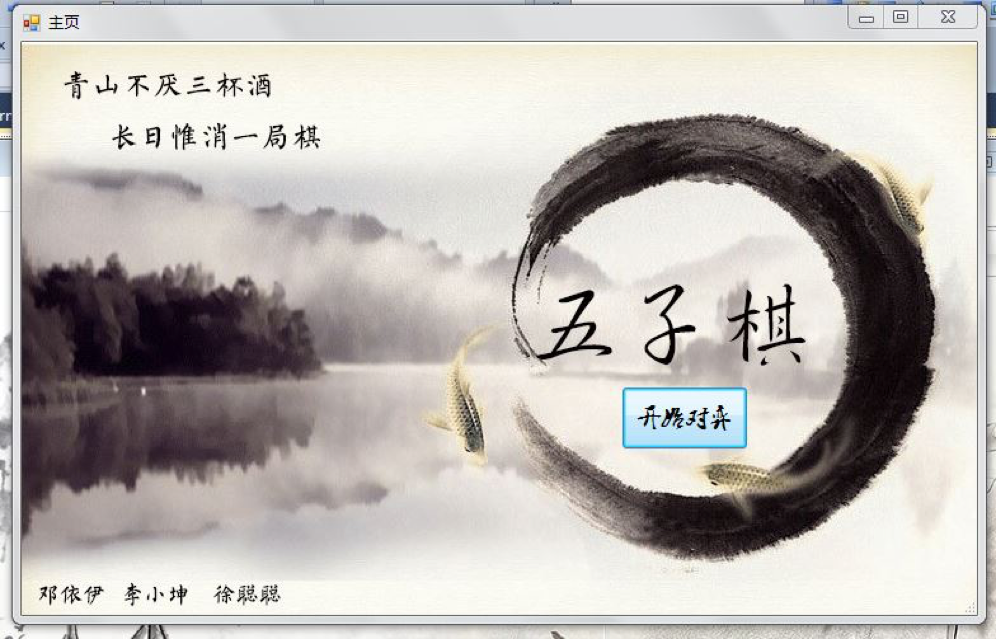 主页
青山不厌三杯酒
长日惟消一局棋
五子棋
开始对弈
邓依伊 李小坤 徐聪聪